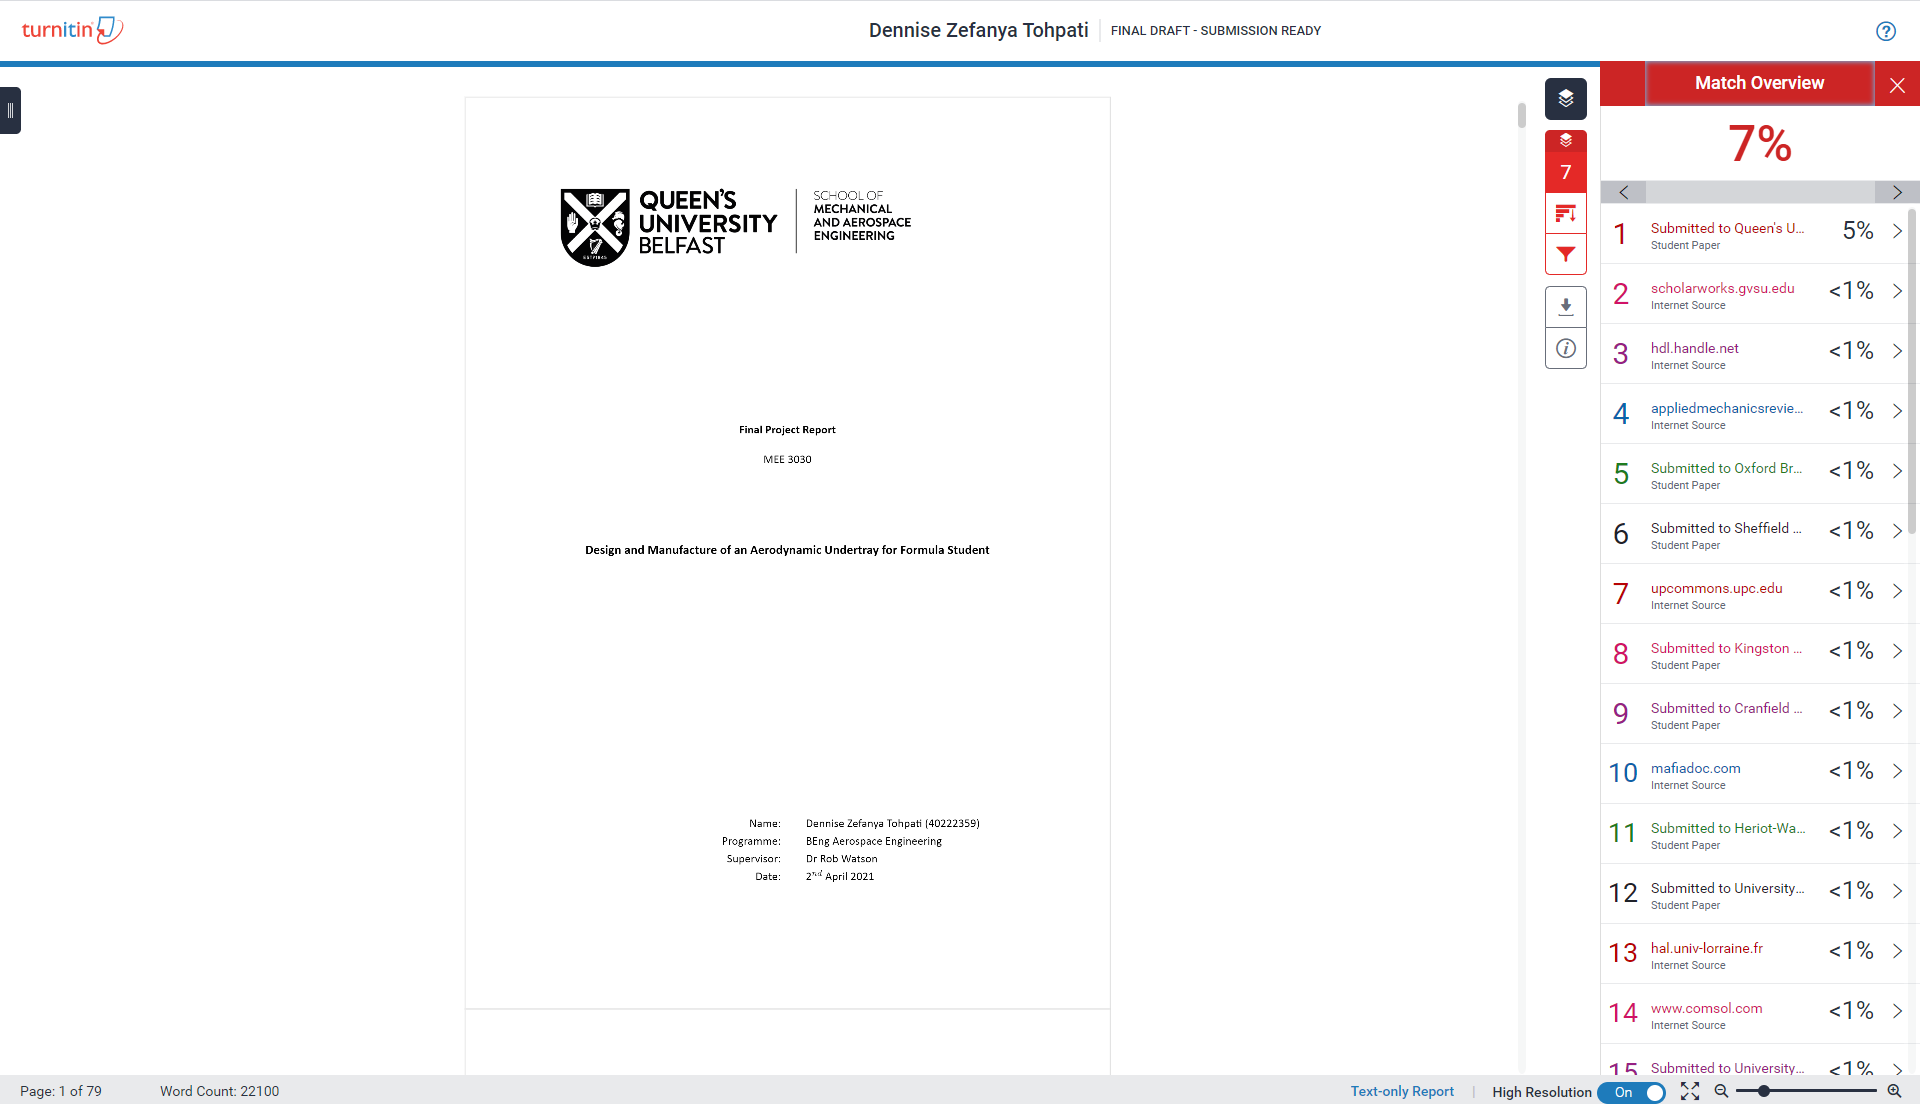 turnitin
Dennise Zefanya Tohpati
FINAL DRAFT - SUBMISSION READY
?
Match Overview
7%
7
QUEEN'S
UNIVERSITY
BELFAST
SCHOOL OF
MECHANICAL
AND AEROSPACE
ENGINEERING
Final Project Report
MEE 3030
Design and Manufacture of an Aerodynamic Undertray for Formula Student
Name: Dennise Zefanya Tohpati (40222359)
Programme: BEng Aerospace Engineering
Supervisor: Dr Rob Watson
Date: 2nd April 2021
1 Submitted to Queen's U... 5%
Student Paper
2 scholarworks.gvsu.edu <1%
Internet Source
3 hdl.handle.net <1%
Internet Source
4 appliedmechanicsrevie... <1%
Internet Source
5 Submitted to Oxford Br... <1%
Student Paper
6 Submitted to Sheffield ... <1%
Student Paper
7 upcommons.upc.edu <1%
Internet Source
8 Submitted to Kingston ... <1%
Student Paper
9 Submitted to Cranfield ... <1%
Student Paper
10 mafiadoc.com <1%
Internet Source
11 Submitted to Heriot-Wa... <1%
Student Paper
12 Submitted to University... <1%
Student Paper
13 hal.univ-lorraine.fr <1%
Internet Source
14 www.comsol.com <1%
Internet Source
15 Submitted to University... <1%
Page: 1 of 79
Word Count: 22100
Text-only Report
High Resolution
On